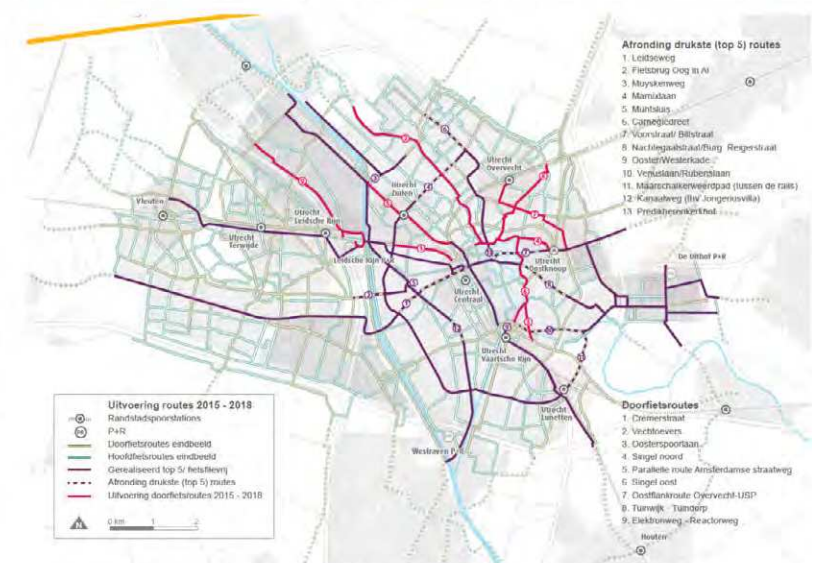 Afronding drukste (top 5) routes
1. Leidseweg
2. Fietsbrug Oog in Al
3. Muyskenweg
4. Marnixlaan
5. Muntsluis
6. Carnegiedreef
7. Voorstraat/ Biltstraat
8. Nachtegaalstraat/Burg. Reigerstraat
9. Ooster/Westerkade
10. Venuslaan/Rubenslaan
11. Maarschalkerweerdpad (tussen de rails)
12. Kanaalweg (thv Jongeriusvilla)
13. Predikherenkerkhof
Utrecht
Overvecht
Utrecht
Zuilen
Vleuten
Utrecht
Leidsche Rijn
Utrecht
Terwijde
Leidsche Rijn P+R
Utrecht
Oostknoop
De Uithof P+R
Utrecht
Centraal
Utrecht
Vaartsche Rijn
Utrecht
Lunetten
Westraven P+R
Houten
Uitvoering routes 2015 - 2018
Randstadspoorstations
P+R
Doorfietsroutes eindbeeld
Hoofdfietsroutes eindbeeld
Gerealiseerd top 5/ fietsfilevrij
Afronding drukste (top 5) routes
Uitvoering doorfietsroutes 2015 - 2018
N
0 km 1 2
Doorfietsroutes
1. Cremerstraat
2. Vechtoevers
3. Oosterspoorlaan
4. Singel noord
5. Parallelle route Amsterdamse straatweg
6. Singel oost
7. Oostflankroute Overvecht-USP
8. Tuinwijk - Tuindorp
9. Elektronweg - Reactorweg